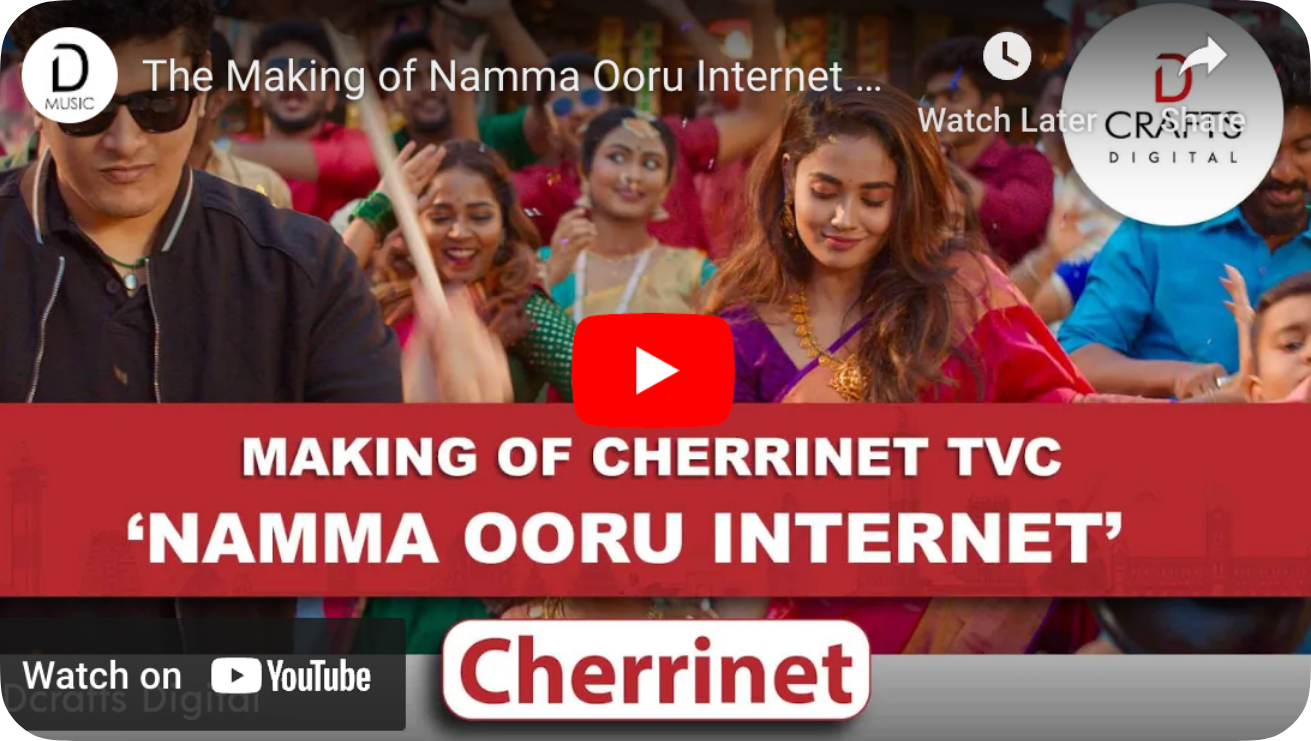 D
MUSIC
The Making of Namma Ooru Internet ...
Watch Later
Share
D
CRAFTS
DIGITAL
MAKING OF CHERRINET TVC
‘NAMMA OORU INTERNET’
Cherrinet
Watch on YouTube
Dcrafts Digital